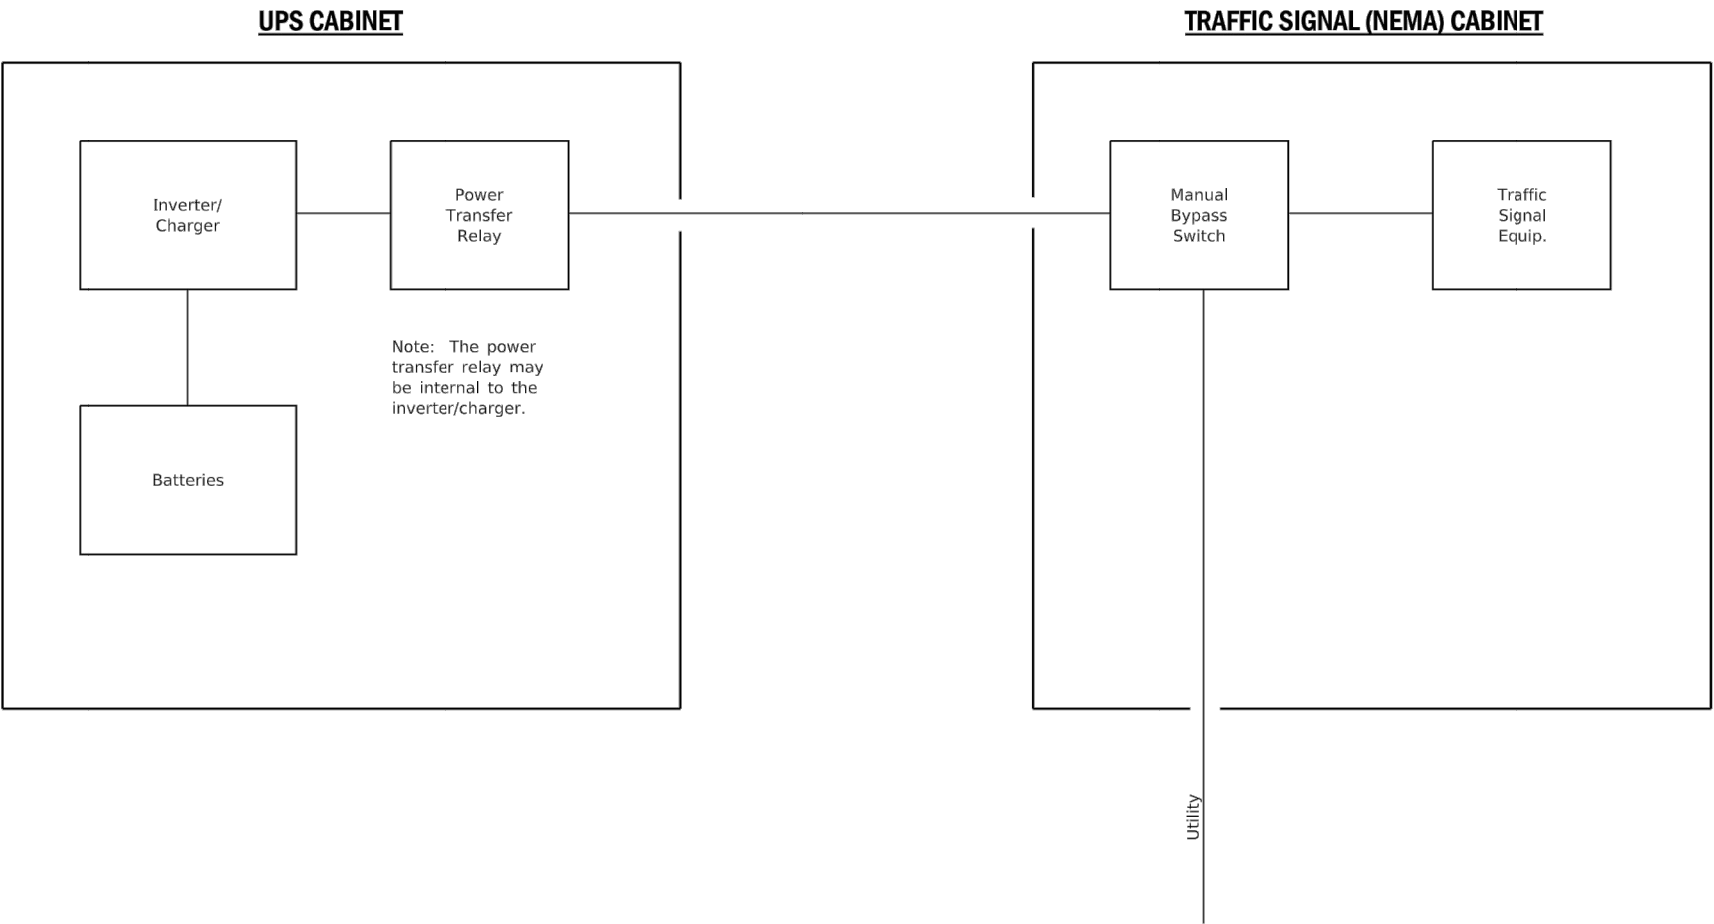 UPS CABINET
TRAFFIC SIGNAL (NEMA) CABINET
Inverter/
Charger
Power
Transfer
Relay
Manual
Bypass
Switch
Traffic
Signal
Equip.
Note: The power
transfer relay may
be internal to the
inverter/charger.
Batteries
Utility